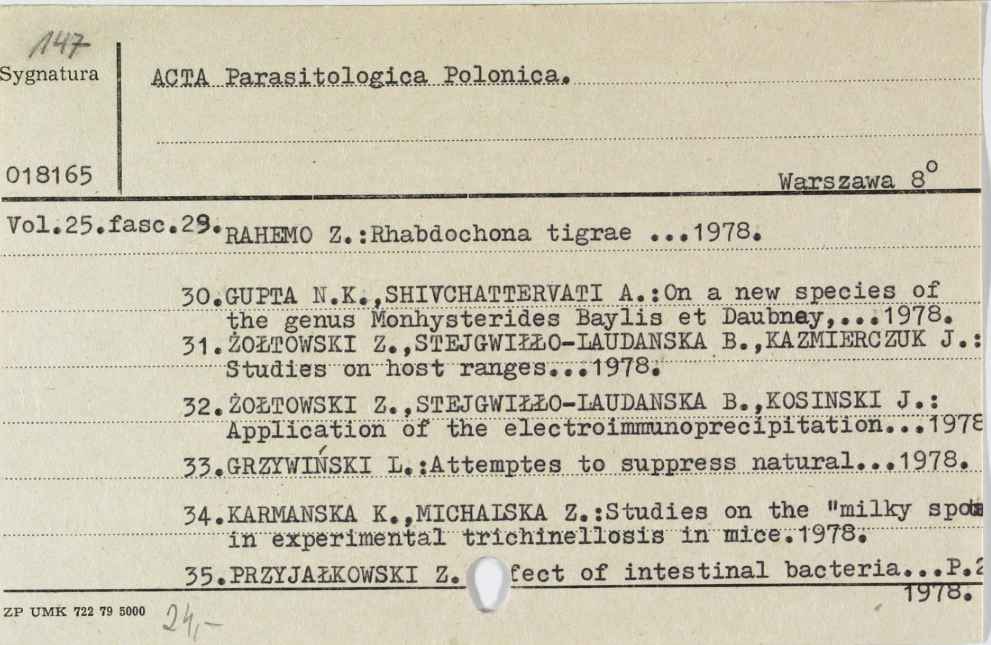 147
Sygnatura
ACTA Parasitologica Polonica.
018165
Warszawa 8°
Vol.25.fasc.29.RAHEMO Z.:Rhabdochona tigrae ...1978.
30.GUPTA N.K.,SHIVCHATTERVATI A.:On a new species of
the genus Monhysterides Baylis et Daubney,...1978.
31.ŻOŁTOWSKI Z.,STEJGWIŁŁO-LAUDANSKA B.,KAZMIERCZUK J.:
Studies on host ranges...1978.
32.ŻOŁTOWSKI Z.,STEJGWIŁŁO-LAUDANSKA B.,KOSINSKI J.:
Application of the electroimmunoprecipitation...1978
33.GRZYWIŃSKI L.:Attemptes to suppress natural...1978.
34.KARMANSKA K.,MICHALSKA Z.:Studies on the "milky spots
in experimental trichinellosis in mice.1978.
35.PRZYJAŁKOWSKI Z. fect of intestinal bacteria...P.2
1978.
ZP UMK 722 79 5000
24,-